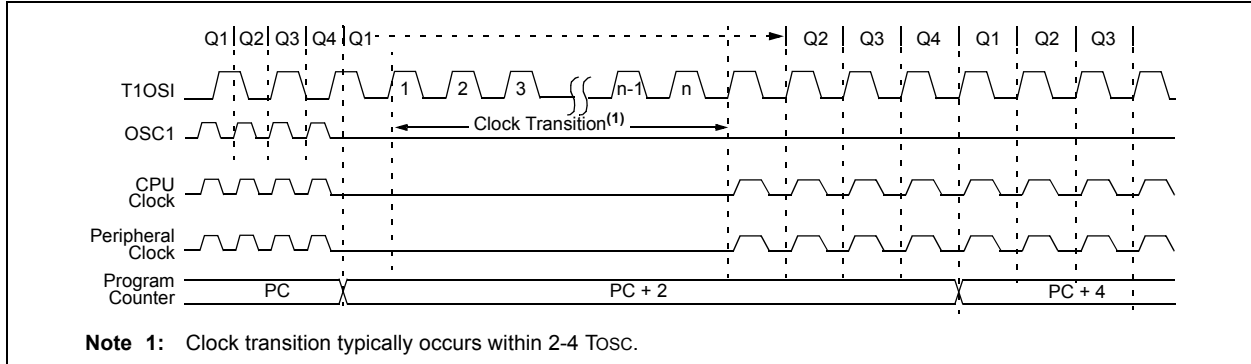 Q1 Q2 Q3 Q4 Q1 Q2 Q3 Q4 Q1 Q2 Q3
T1OSI 1 2 3 n-1 n
Clock Transition(1)
OSC1
CPU
Clock
Peripheral
Clock
Program
Counter
PC PC + 2 PC + 4
Note 1: Clock transition typically occurs within 2-4 TOSC.